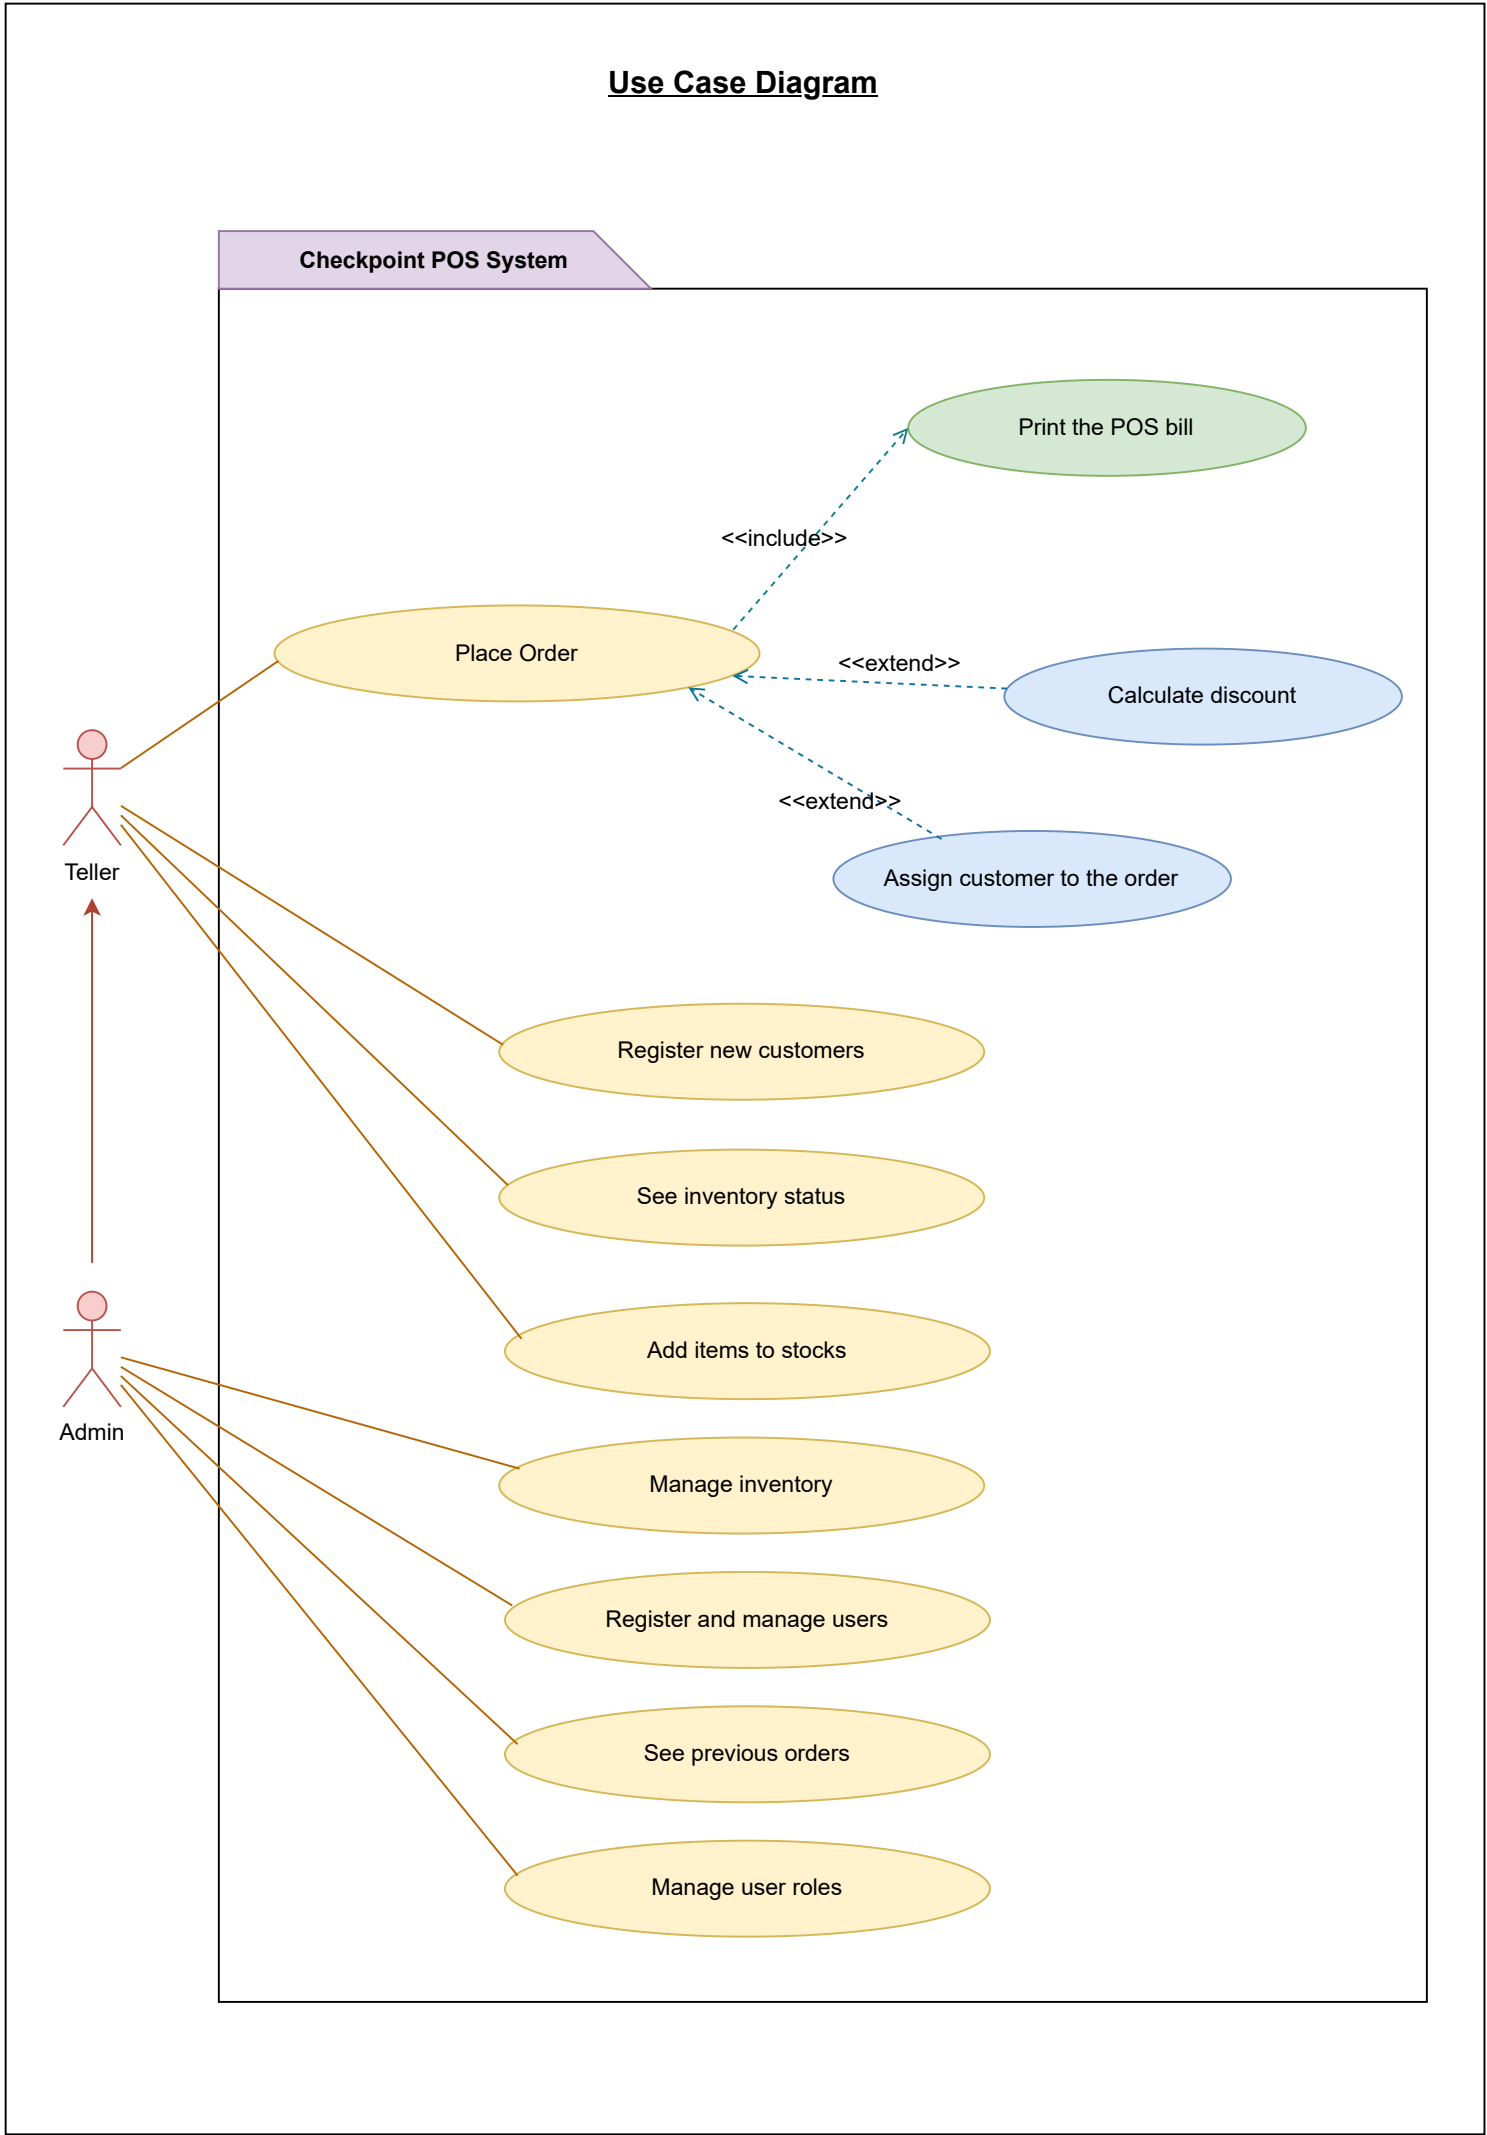 Use Case Diagram
Checkpoint POS System
Print the POS bill
<<include>>
Place Order
<<extend>>
Calculate discount
<<extend>>
Assign customer to the order
Teller
Register new customers
See inventory status
Add items to stocks
Admin
Manage inventory
Register and manage users
See previous orders
Manage user roles